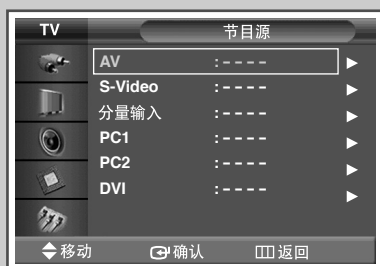 TV 节目源
AV :---- ▶
S-Video :---- ▶
分量输入 :---- ▶
PC1 :---- ▶
PC2 :---- ▶
DVI :---- ▶
移动 确认 返回